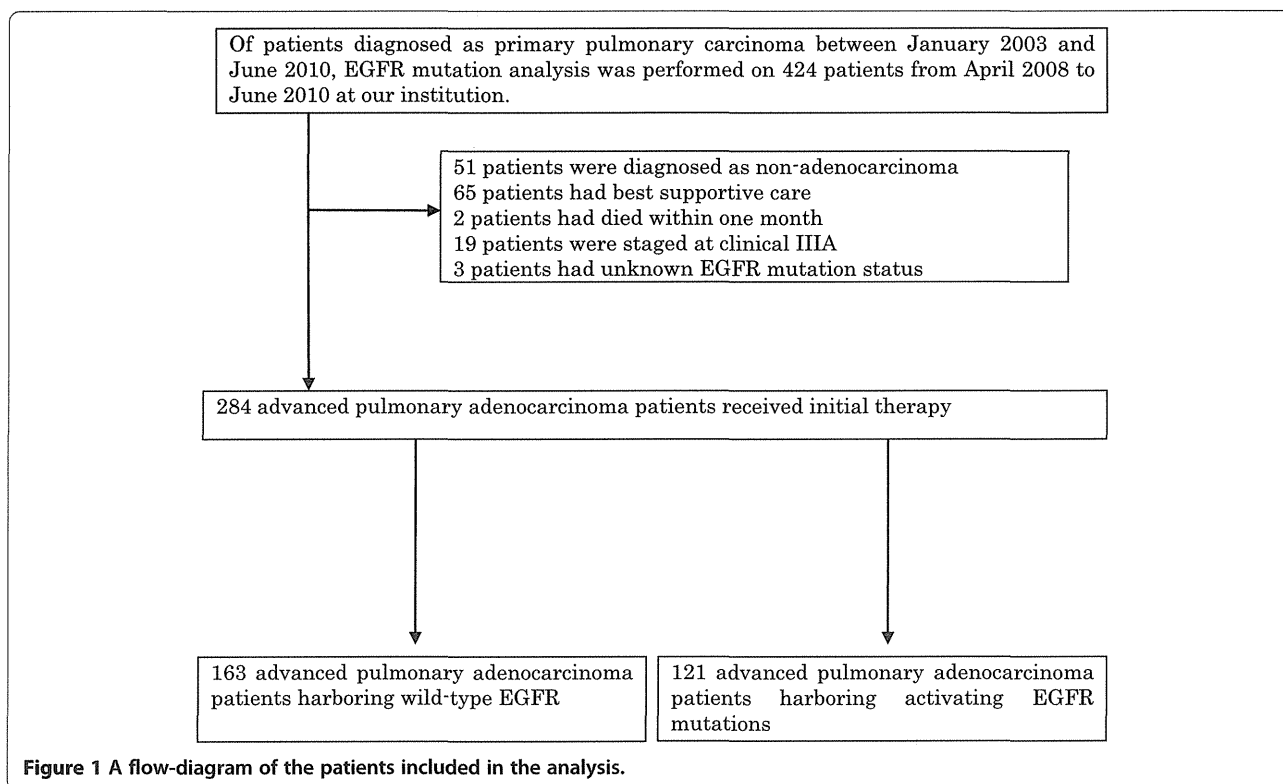 Of patients diagnosed as primary pulmonary carcinoma between January 2003 and
June 2010, EGFR mutation analysis was performed on 424 patients from April 2008 to
June 2010 at our institution.
51 patients were diagnosed as non-adenocarcinoma
65 patients had best supportive care
2 patients had died within one month
19 patients were staged at clinical IIIA
3 patients had unknown EGFR mutation status
284 advanced pulmonary adenocarcinoma patients received initial therapy
163 advanced pulmonary adenocarcinoma
patients harboring wild-type EGFR
121 advanced pulmonary adenocarcinoma
patients harboring activating EGFR
mutations
Figure 1 A flow-diagram of the patients included in the analysis.